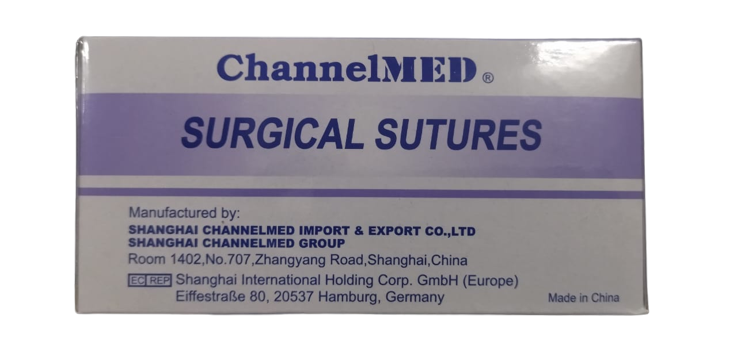 ChannelMED ®
SURGICAL SUTURES
Manufactured by:
SHANGHAI CHANNELMED IMPORT & EXPORT CO.,LTD
SHANGHAI CHANNELMED GROUP
Room 1402,No.707,Zhangyang Road,Shanghai,China
EC REP Shanghai International Holding Corp. GmbH (Europe)
Eiffestraße 80, 20537 Hamburg, Germany
Made in China